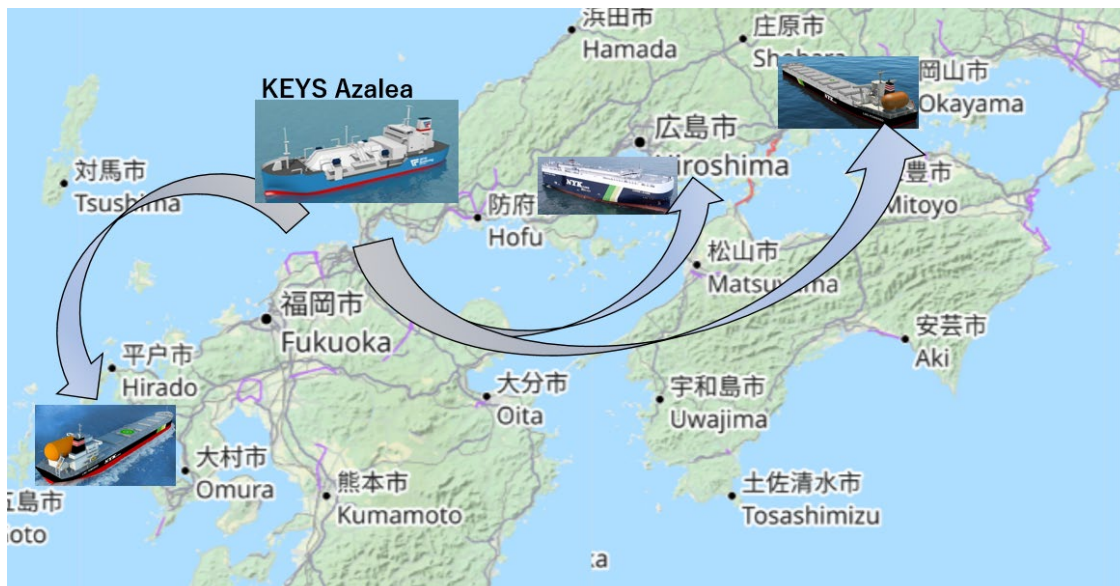 浜田市
Hamada
庄原市
KEYS Azalea
岡山市
Okayama
対馬市
Tsushima
広島市
iroshima
NYK
豊市
Mitoyo
防府
Hofu
松山市
Matsuyama
福岡市
Fukuoka
安芸市
Aki
平戸市
Hirado
大分市
Oita
宇和島市
Uwajima
大村市
Omura
熊本市
Kumamoto
土佐清水市
Tosashimizu
島市
oto
ka